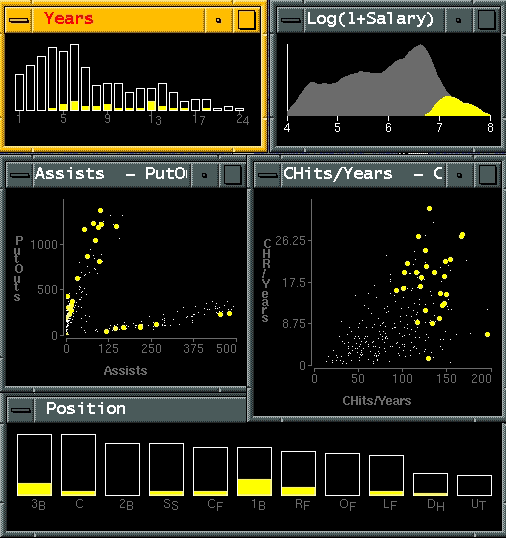 Years
1 5 9 13 17 24
Log(1+Salary)
4 5 6 7 8
Assists - PutOu
PutOuts
1000
500
0
0 125 250 375 500
Assists
CHits/Years - C
CHR/Years
26.25
17.5
8.75
0
0 50 100 150 200
CHits/Years
Position
3B C 2B SS CF 1B RF OF LF DH UT